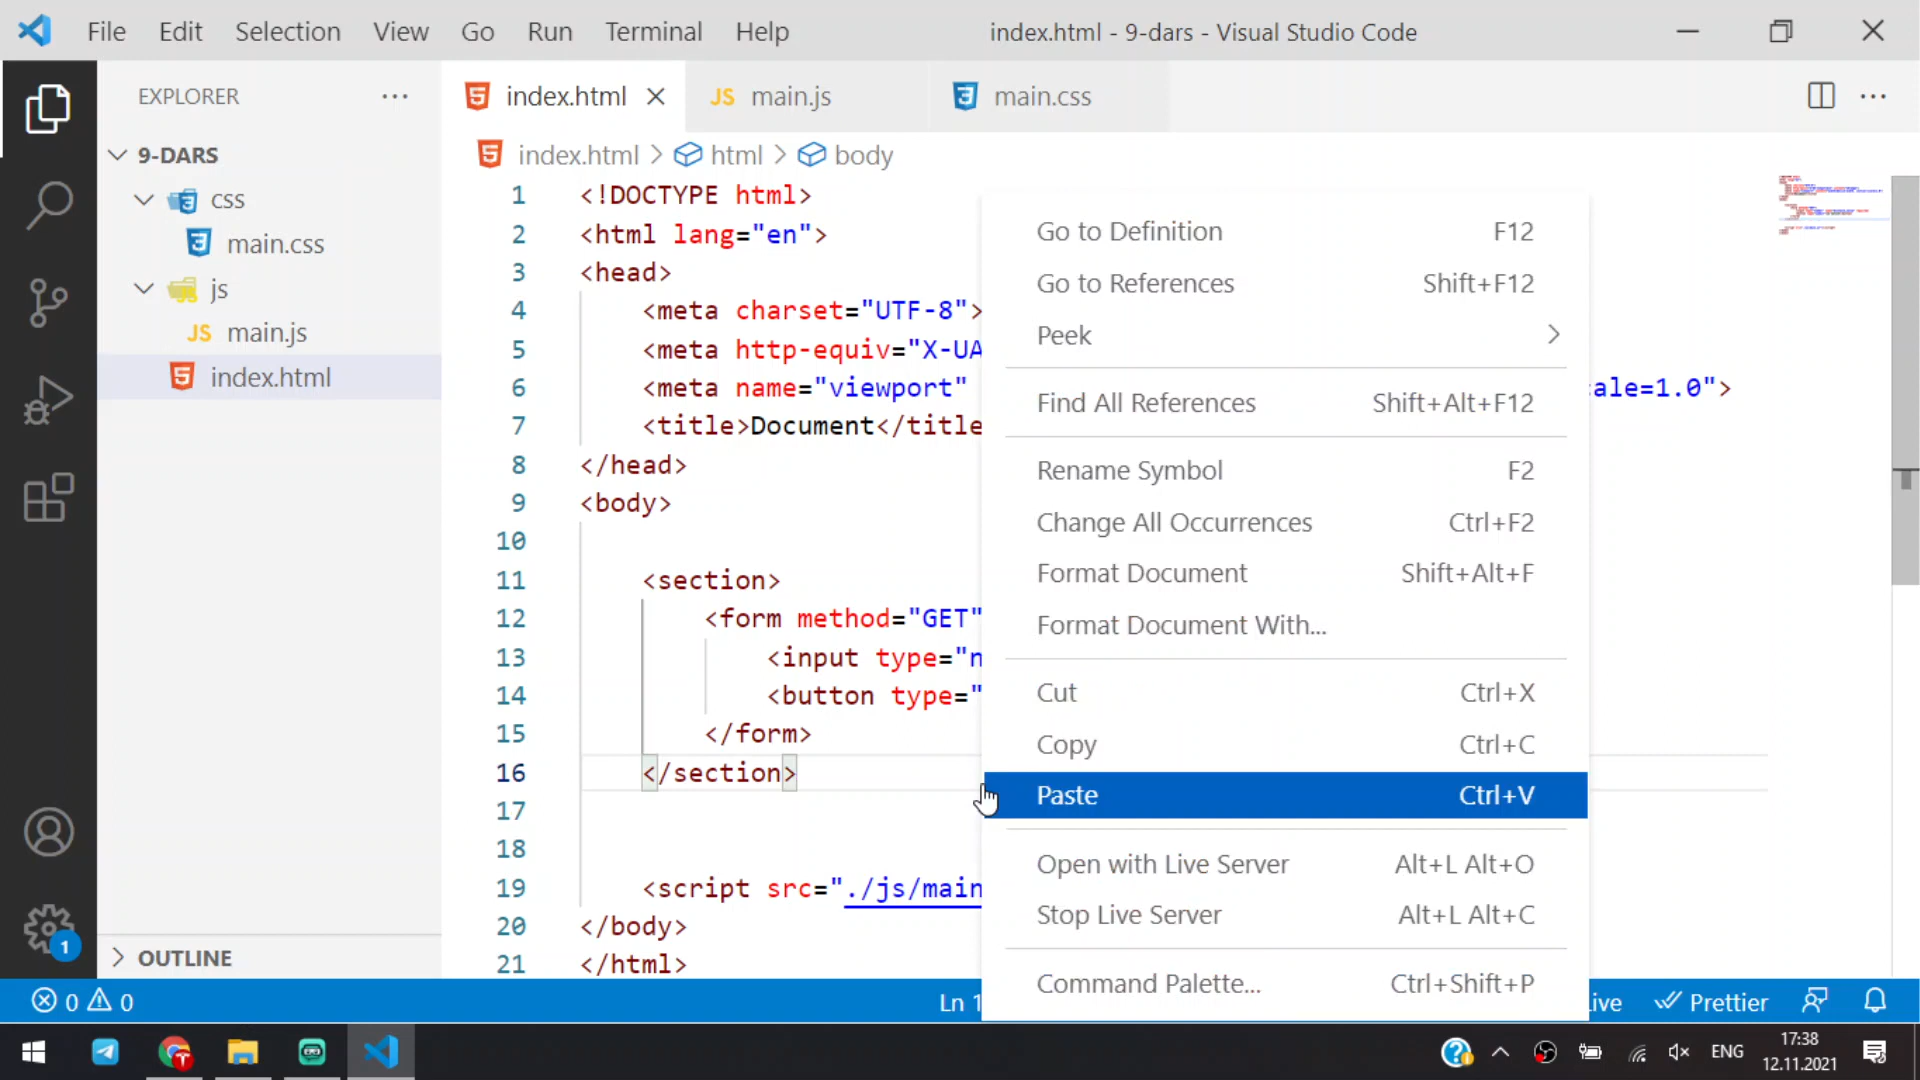 File Edit Selection View Go Run Terminal Help index.html - 9-dars - Visual Studio Code
EXPLORER
index.html
JS main.js
main.css
9-DARS
css
main.css
js
JS main.js
index.html
OUTLINE
index.html > html > body
1 <!DOCTYPE html>
2 <html lang="en">
3 <head>
4 <meta charset="UTF-8">
5 <meta http-equiv="X-UA
6 <meta name="viewport" ale=1.0">
7 <title>Document</title
8 </head>
9 <body>
10
11 <section>
12 <form method="GET"
13 <input type="n
14 <button type="
15 </form>
16 </section>
17
18
19 <script src="./js/main
20 </body>
21 </html>
Go to Definition F12
Go to References Shift+F12
Peek
Find All References Shift+Alt+F12
Rename Symbol F2
Change All Occurrences Ctrl+F2
Format Document Shift+Alt+F
Format Document With...
Cut Ctrl+X
Copy Ctrl+C
Paste Ctrl+V
Open with Live Server Alt+L Alt+O
Stop Live Server Alt+L Alt+C
Command Palette... Ctrl+Shift+P
1
0 0 Ln 1 ive Prettier
ENG
17:38
12.11.2021